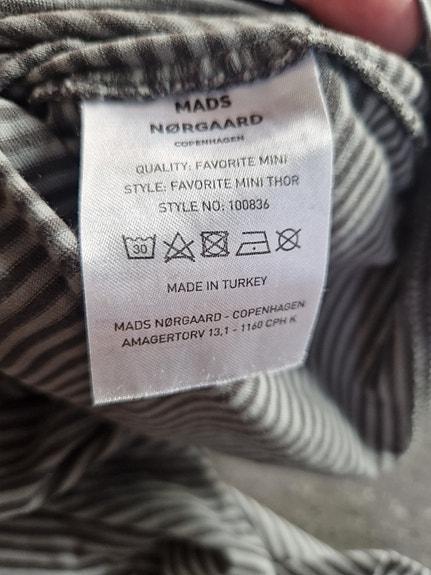 MADS
NØRGAARD
COPENHAGEN
QUALITY: FAVORITE MINI
STYLE: FAVORITE MINI THOR
STYLE NO: 100836
30
MADE IN TURKEY
MADS NØRGAARD - COPENHAGEN
AMAGERTORV 13,1 - 1160 CPH K